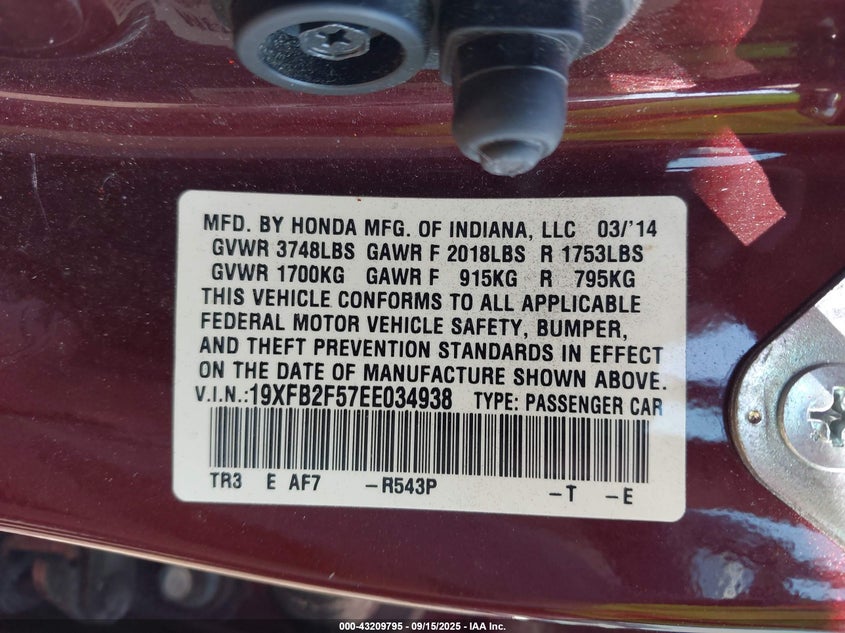 MFD. BY HONDA MFG. OF INDIANA, LLC 03/'14
GVWR 3748LBS GAWR F 2018LBS R 1753LBS
GVWR 1700KG GAWR F 915KG R 795KG
THIS VEHICLE CONFORMS TO ALL APPLICABLE
FEDERAL MOTOR VEHICLE SAFETY, BUMPER,
AND THEFT PREVENTION STANDARDS IN EFFECT
ON THE DATE OF MANUFACTURE SHOWN ABOVE.
V.I.N.:19XFB2F57EE034938 TYPE: PASSENGER CAR
TR3 E AF7 -R543P -T -E
000-43209795 - 09/15/2025 - IAA Inc.